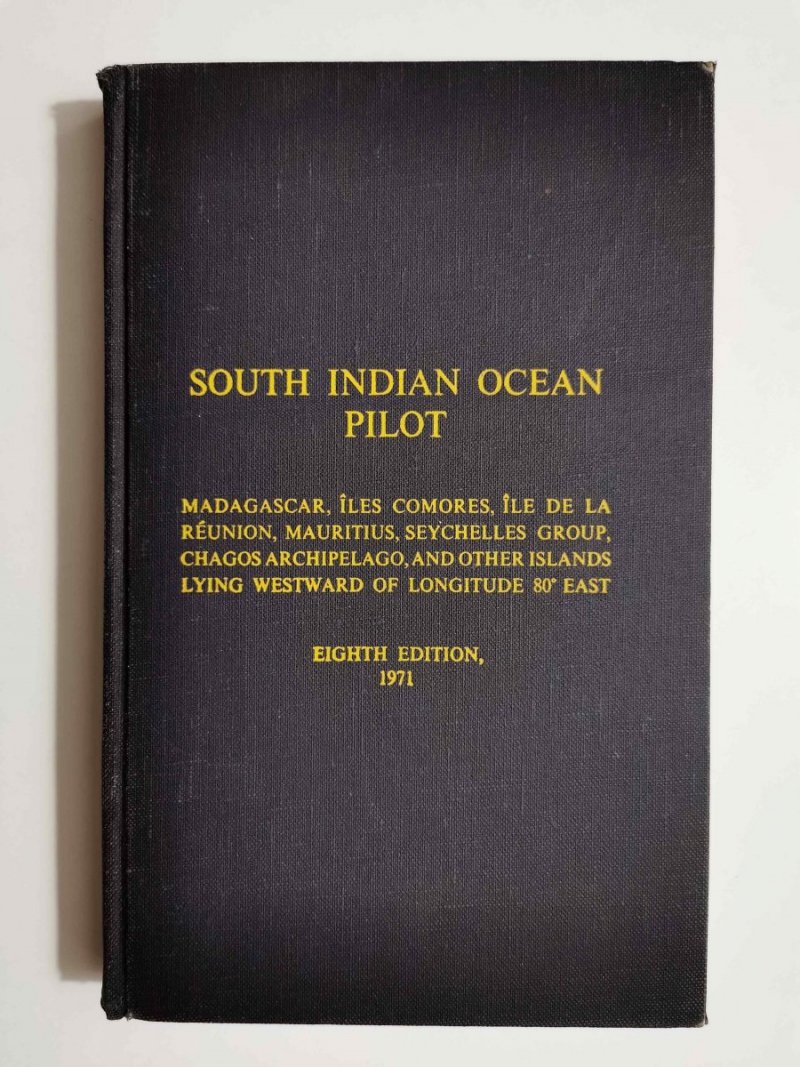 SOUTH INDIAN OCEAN
PILOT
MADAGASCAR, ÎLES COMORES, ÎLE DE LA
RÉUNION, MAURITIUS, SEYCHELLES GROUP,
CHAGOS ARCHIPELAGO, AND OTHER ISLANDS
LYING WESTWARD OF LONGITUDE 80° EAST
EIGHTH EDITION,
1971